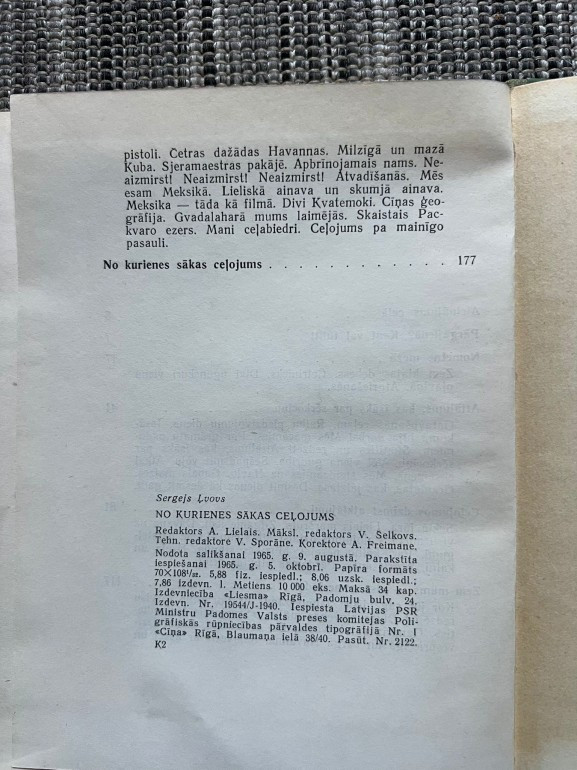 pistoli. Četras dažādas Havannas. Milzīgā un mazā
Kuba. Sjeramaestras pakājē. Apbrīnojamais nams. Ne-
aizmirst! Neaizmirst! Neaizmirst! Atvadīšanās. Mēs
esam Meksikā. Lieliskā ainava un skumjā ainava.
Meksika — tāda kā filmā. Divi Kvatemoki. Cīņas ģeo-
grāfija. Gvadalaharā mums laimējās. Skaistais Pac-
kvaro ezers. Mani ceļabiedri. Ceļojums pa mainīgo
pasauli.
No kurienes sākas ceļojums . . . . . . . . . . . . 177
Sergejs Ļvovs
NO KURIENES SĀKAS CEĻOJUMS
Redaktors A. Lielais. Māksl. redaktors V. Selkovs.
Tehn. redaktore V. Sporāne. Korektore A. Freimane.
Nodota salikšanai 1965. g. 9. augustā. Parakstīta
iespiešanai 1965. g. 5. oktobrī. Papīra formāts
70×108¹/₃₂. 5,88 fiz. iespiedl.; 8,06 uzsk. iespiedl.;
7,86 izdevn. l. Metiens 10 000 eks. Maksā 34 kap.
Izdevniecība «Liesma» Rīgā, Padomju bulv. 24.
Izdevn. Nr. 19544/J-1940. Iespiesta Latvijas PSR
Ministru Padomes Valsts preses komitejas Poli-
grāfiskās rūpniecības pārvaldes tipogrāfijā Nr. 1
«Cīņa» Rīgā, Blaumaņa ielā 38/40. Pasūt. Nr. 2122.
K2